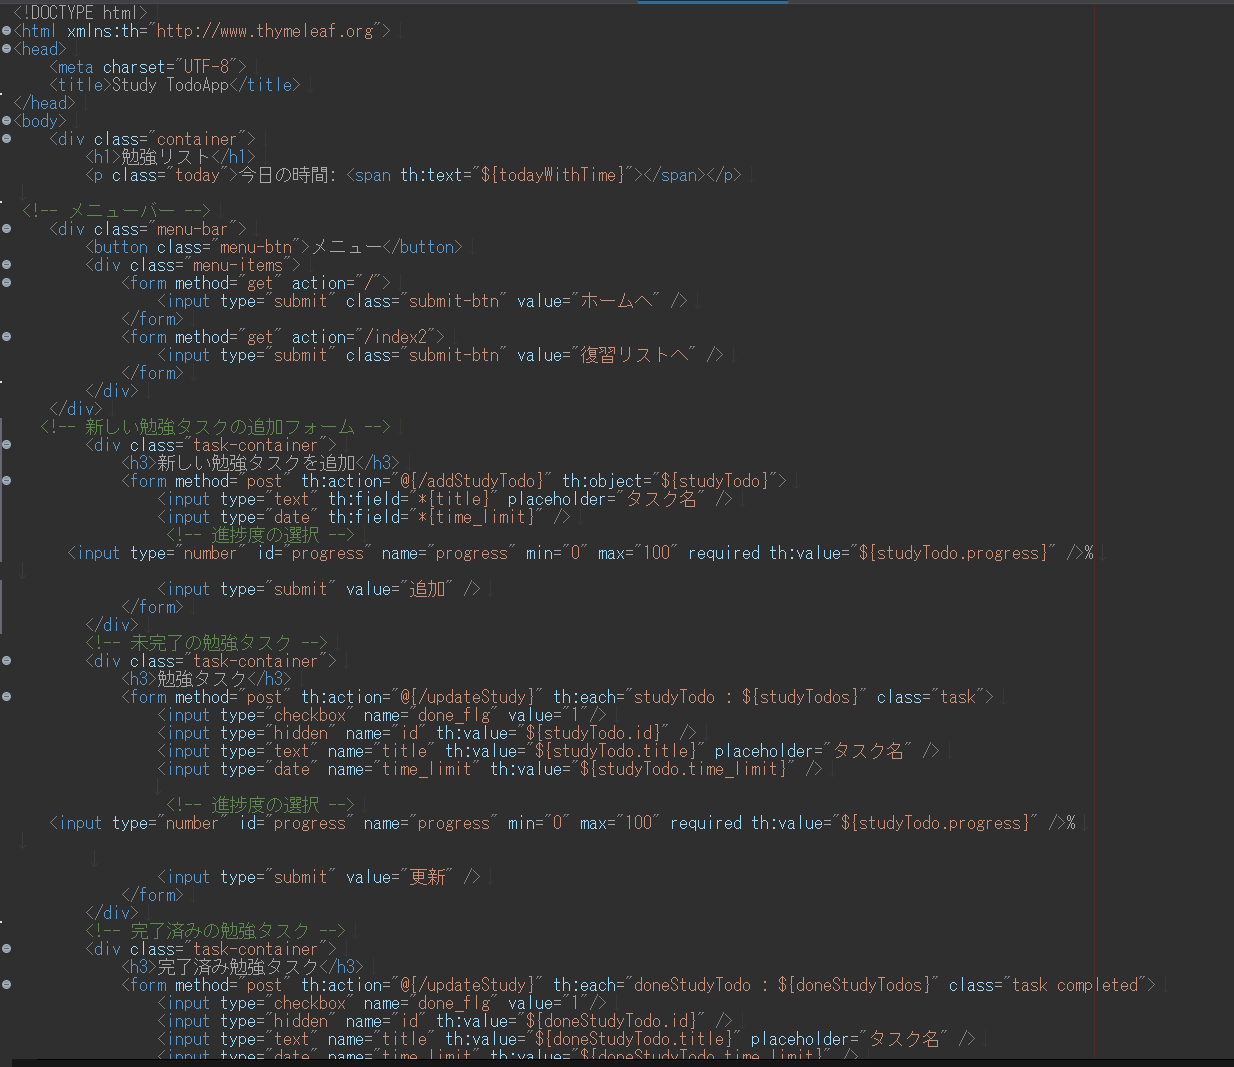 <!DOCTYPE html>
<html xmlns:th="http://www.thymeleaf.org">
<head>
    <meta charset="UTF-8">
    <title>Study TodoApp</title>
</head>
<body>
    <div class="container">
        <h1>勉強リスト</h1>
        <p class="today">今日の時間: <span th:text="${todayWithTime}"></span></p>
 <!-- メニューバー -->
    <div class="menu-bar">
        <button class="menu-btn">メニュー</button>
        <div class="menu-items">
            <form method="get" action="/">
                <input type="submit" class="submit-btn" value="ホームへ" />
            </form>
            <form method="get" action="/index2">
                <input type="submit" class="submit-btn" value="復習リストへ" />
            </form>
        </div>
    </div>
   <!-- 新しい勉強タスクの追加フォーム -->
        <div class="task-container">
            <h3>新しい勉強タスクを追加</h3>
            <form method="post" th:action="@{/addStudyTodo}" th:object="${studyTodo}">
                <input type="text" th:field="*{title}" placeholder="タスク名" />
                <input type="date" th:field="*{time_limit}" />
                 <!-- 進捗度の選択 -->
      <input type="number" id="progress" name="progress" min="0" max="100" required th:value="${studyTodo.progress}" />%
                <input type="submit" value="追加" />
            </form>
        </div>
        <!-- 未完了の勉強タスク -->
        <div class="task-container">
            <h3>勉強タスク</h3>
            <form method="post" th:action="@{/updateStudy}" th:each="studyTodo : ${studyTodos}" class="task">
                <input type="checkbox" name="done_flg" value="1"/>
                <input type="hidden" name="id" th:value="${studyTodo.id}" />
                <input type="text" name="title" th:value="${studyTodo.title}" placeholder="タスク名" />
                <input type="date" name="time_limit" th:value="${studyTodo.time_limit}" />
                 <!-- 進捗度の選択 -->
    <input type="number" id="progress" name="progress" min="0" max="100" required th:value="${studyTodo.progress}" />%
                <input type="submit" value="更新" />
            </form>
        </div>
        <!-- 完了済みの勉強タスク -->
        <div class="task-container">
            <h3>完了済み勉強タスク</h3>
            <form method="post" th:action="@{/updateStudy}" th:each="doneStudyTodo : ${doneStudyTodos}" class="task completed">
                <input type="checkbox" name="done_flg" value="1"/>
                <input type="hidden" name="id" th:value="${doneStudyTodo.id}" />
                <input type="text" name="title" th:value="${doneStudyTodo.title}" placeholder="タスク名" />
                <input type="date" name="time_limit" th:value="${doneStudyTodo.time_limit}" />